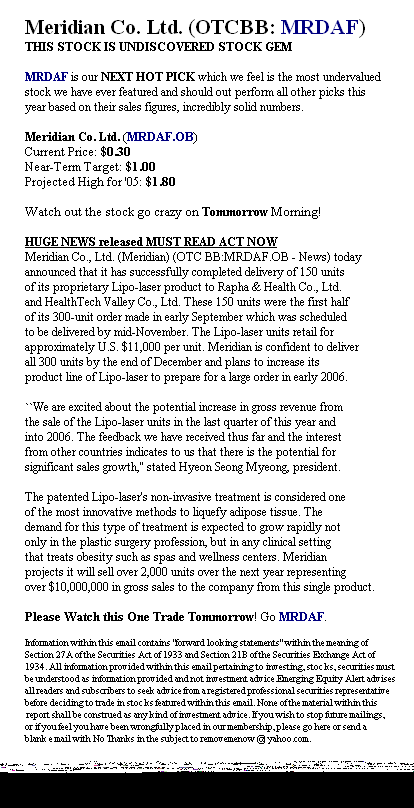 Meridian Co. Ltd. (OTCBB: MRDAF)
THIS STOCK IS UNDISCOVERED STOCK GEM
MRDAF is our NEXT HOT PICK which we feel is the most undervalued
stock we have ever featured and should out perform all other picks this
year based on their sales figures, incredibly solid numbers.
Meridian Co. Ltd. (MRDAF.OB)
Current Price: $0.30
Near-Term Target: $1.00
Projected High for '05: $1.80
Watch out the stock go crazy on Tommorrow Morning!
HUGE NEWS released MUST READ ACT NOW
Meridian Co., Ltd. (Meridian) (OTC BB:MRDAF.OB - News) today
announced that it has successfully completed delivery of 150 units
of its proprietary Lipo-laser product to Rapha & Health Co., Ltd.
and HealthTech Valley Co., Ltd. These 150 units were the first half
of its 300-unit order made in early September which was scheduled
to be delivered by mid-November. The Lipo-laser units retail for
approximately U.S. $11,000 per unit. Meridian is confident to deliver
all 300 units by the end of December and plans to increase its
product line of Lipo-laser to prepare for a large order in early 2006.
``We are excited about the potential increase in gross revenue from
the sale of the Lipo-laser units in the last quarter of this year and
into 2006. The feedback we have received thus far and the interest
from other countries indicates to us that there is the potential for
significant sales growth,'' stated Hyeon Seong Myeong, president.
The patented Lipo-laser's non-invasive treatment is considered one
of the most innovative methods to liquefy adipose tissue. The
demand for this type of treatment is expected to grow rapidly not
only in the plastic surgery profession, but in any clinical setting
that treats obesity such as spas and wellness centers. Meridian
projects it will sell over 2,000 units over the next year representing
over $10,000,000 in gross sales to the company from this single product.
Please Watch this One Trade Tommorrow! Go MRDAF.
Information within this email contains "forward looking statements" within the meaning of
Section 27A of the Securities Act of 1933 and Section 21B of the Securities Exchange Act of
1934. All information provided within this email pertaining to investing, stocks, securities must
be understood as information provided and not investment advice. Emerging Equity Alert advises
all readers and subscribers to seek advice from a registered professional securities representative
before deciding to trade in stocks featured within this email. None of the material within this
report shall be construed as any kind of investment advice. If you wish to stop future mailings,
or if you feel you have been wrongfully placed in our membership, please go here or send a
blank e mail with No Thanks in the subject to removemenow @yahoo.com.